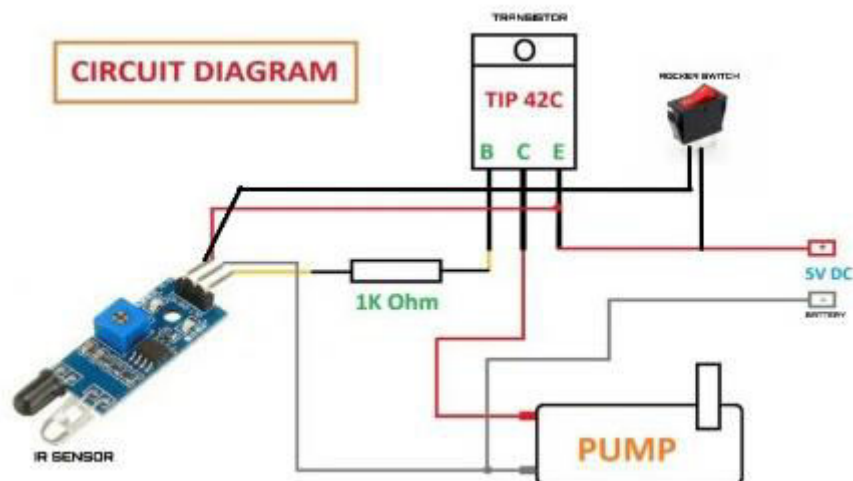 TRANSISTOR
CIRCUIT DIAGRAM
ROCKER SWITCH
TIP 42C
B C E
+
5V DC
1K Ohm
-
BATTERY
PUMP
IR SENSOR